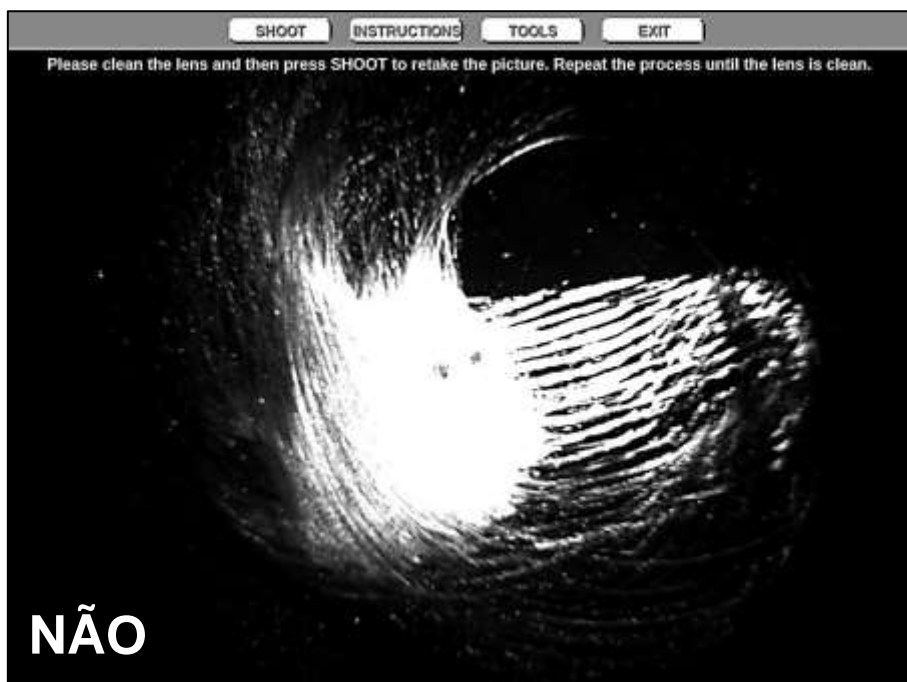 SHOOT INSTRUCTIONS TOOLS EXIT
Please clean the lens and then press SHOOT to retake the picture. Repeat the process until the lens is clean.
NÃO